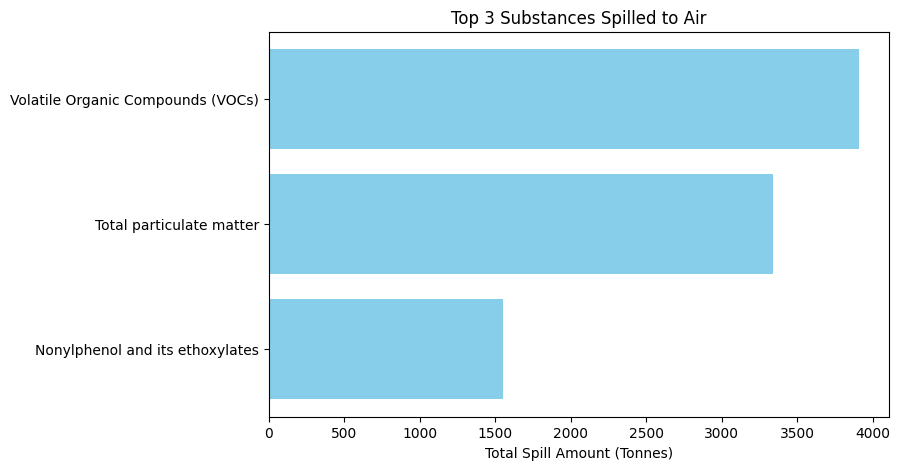 Top 3 Substances Spilled to Air
Volatile Organic Compounds (VOCs)
Total particulate matter
Nonylphenol and its ethoxylates
0 500 1000 1500 2000 2500 3000 3500 4000
Total Spill Amount (Tonnes)